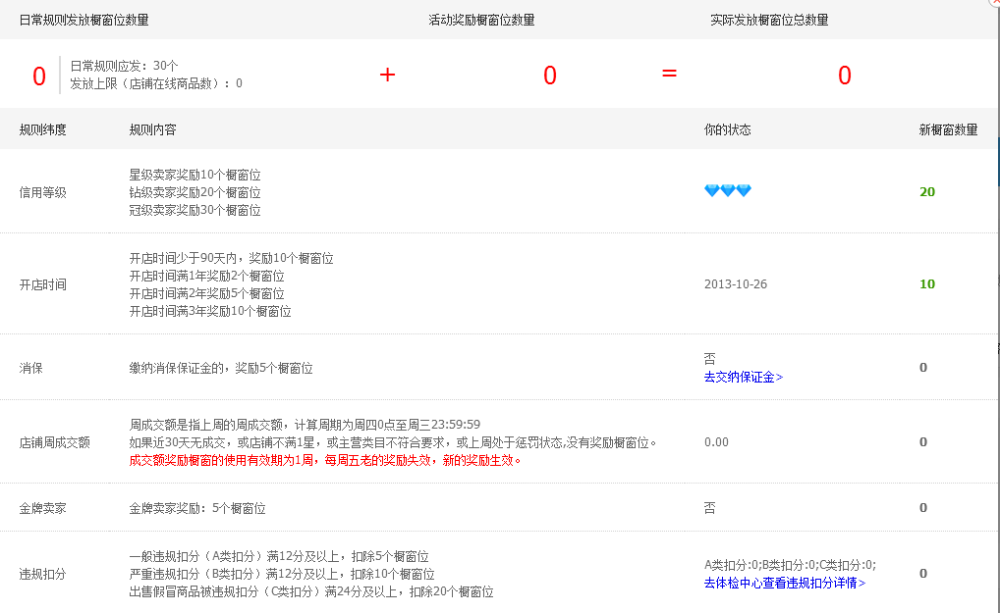 日常规则发放橱窗位数量 活动奖励橱窗位数量 实际发放橱窗位总数量
0 日常规则应发：30个 + 0 = 0
发放上限（店铺在线商品数）：0
规则纬度 规则内容 你的状态 新橱窗数量
信用等级 星级卖家奖励10个橱窗位 20
钻级卖家奖励20个橱窗位
冠级卖家奖励30个橱窗位
开店时间 开店时间少于90天内，奖励10个橱窗位 2013-10-26 10
开店时间满1年奖励2个橱窗位
开店时间满2年奖励5个橱窗位
开店时间满3年奖励10个橱窗位
消保 缴纳消保保证金的，奖励5个橱窗位 否 0
去交纳保证金>
店铺周成交额 周成交额是指上周的周成交额，计算周期为周四0点至周三23:59:59 0.00 0
如果近30天无成交，或店铺不满1星，或主营类目不符合要求，或上周处于惩罚状态,没有奖励橱窗位。
成交额奖励橱窗的使用有效期为1周，每周五老的奖励失效，新的奖励生效。
金牌卖家 金牌卖家奖励：5个橱窗位 否 0
违规扣分 一般违规扣分（A类扣分）满12分及以上，扣除5个橱窗位 A类扣分:0;B类扣分:0;C类扣分:0; 0
严重违规扣分（B类扣分）满12分及以上，扣除10个橱窗位 去体检中心查看违规扣分详情>
出售假冒商品被违规扣分（C类扣分）满24分及以上，扣除20个橱窗位